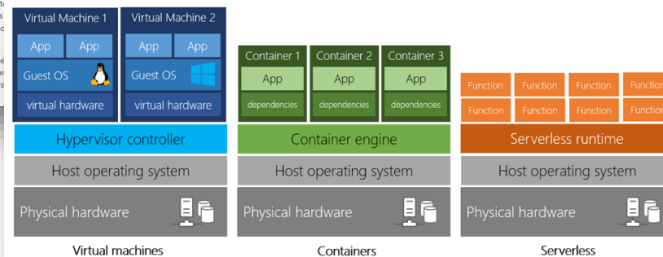 Virtual Machine 1
App App
Guest OS
virtual hardware
Virtual Machine 2
App App
Guest OS
virtual hardware
Hypervisor controller
Host operating system
Physical hardware
Virtual machines
Container 1
App
dependencies
Container 2
App
dependencies
Container 3
App
dependencies
Container engine
Host operating system
Physical hardware
Containers
Function Function Function Function
Function Function Function Function
Serverless runtime
Host operating system
Physical hardware
Serverless